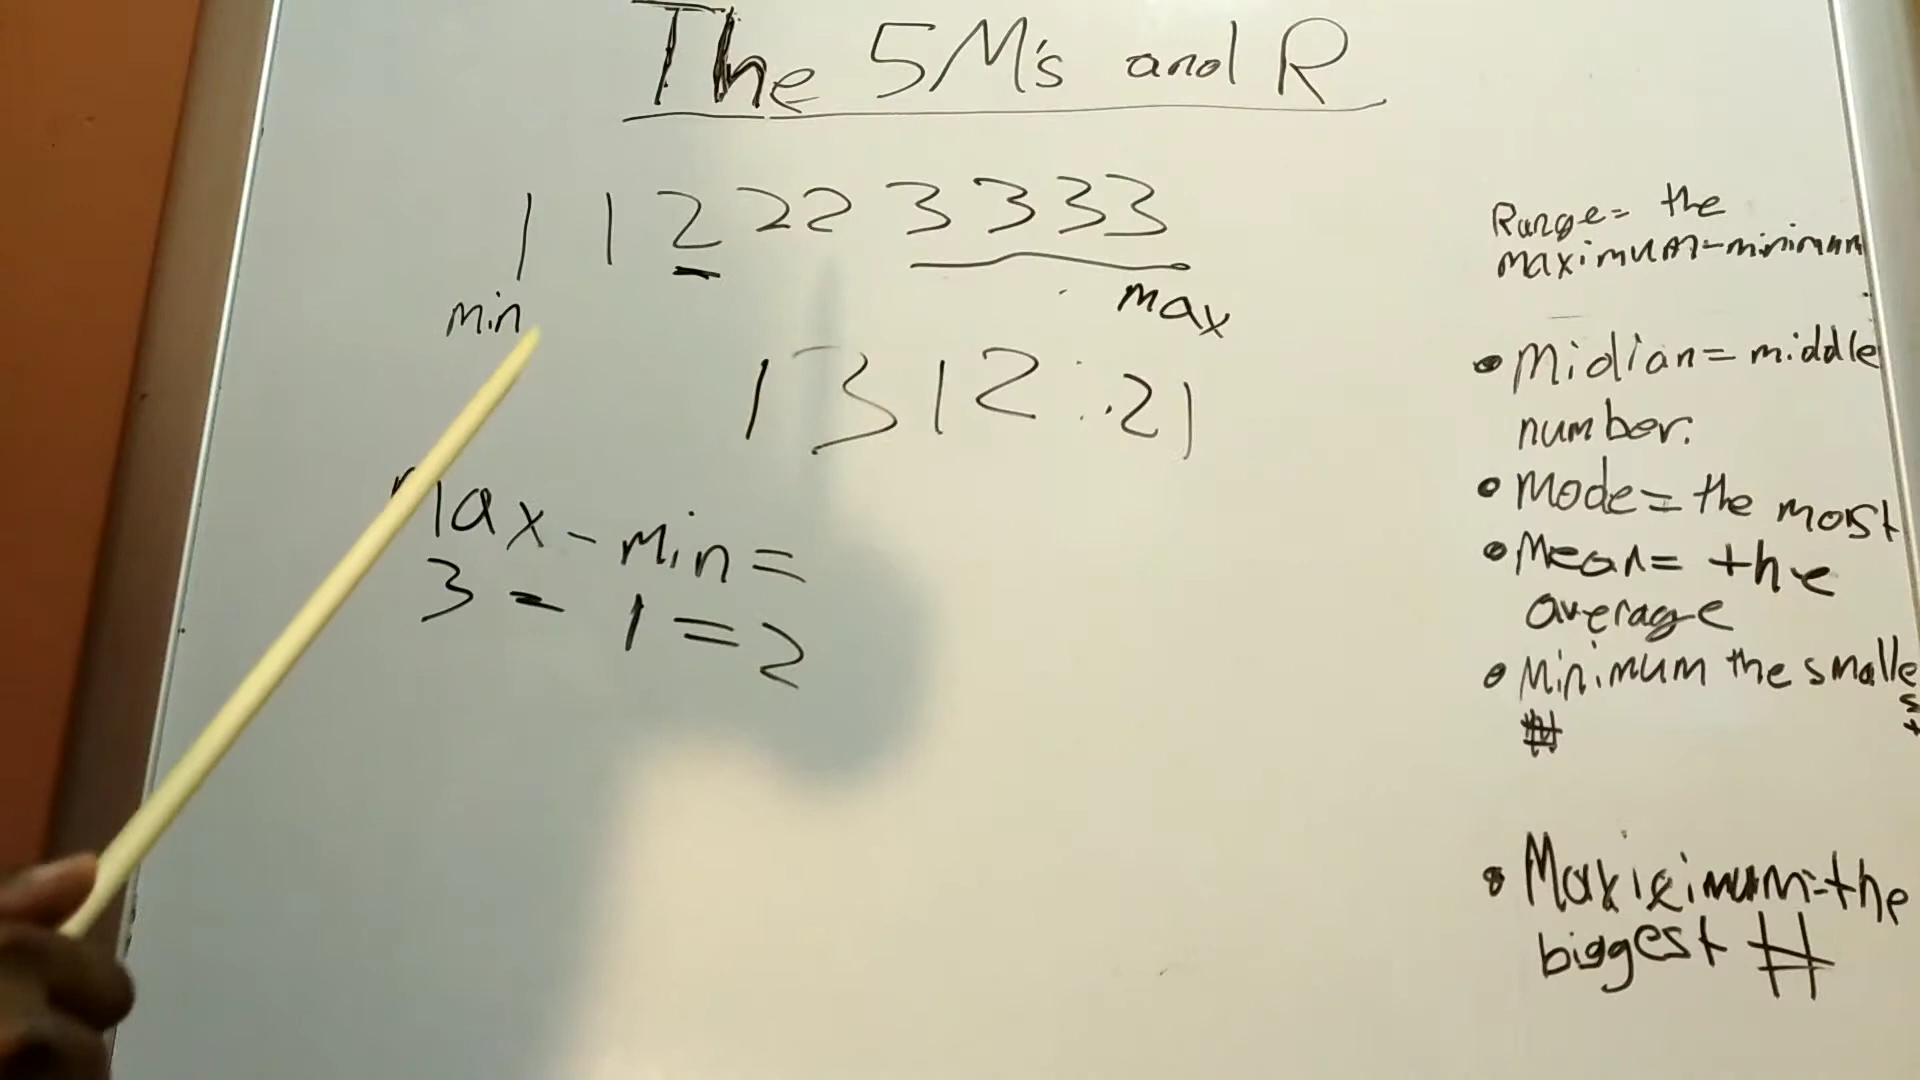 The 5M's and R
1 1 2 2 2 3 3 3 3
min
max
1 3 1 2 : . 2 1
Max - min =
3 - 1 = 2
Range= the
maximum-minimum
• Midian= middle
number.
• Mode= the most
• Mean= the
average
• Minimum the smallest
#
• Maxiximum=the
biggest #